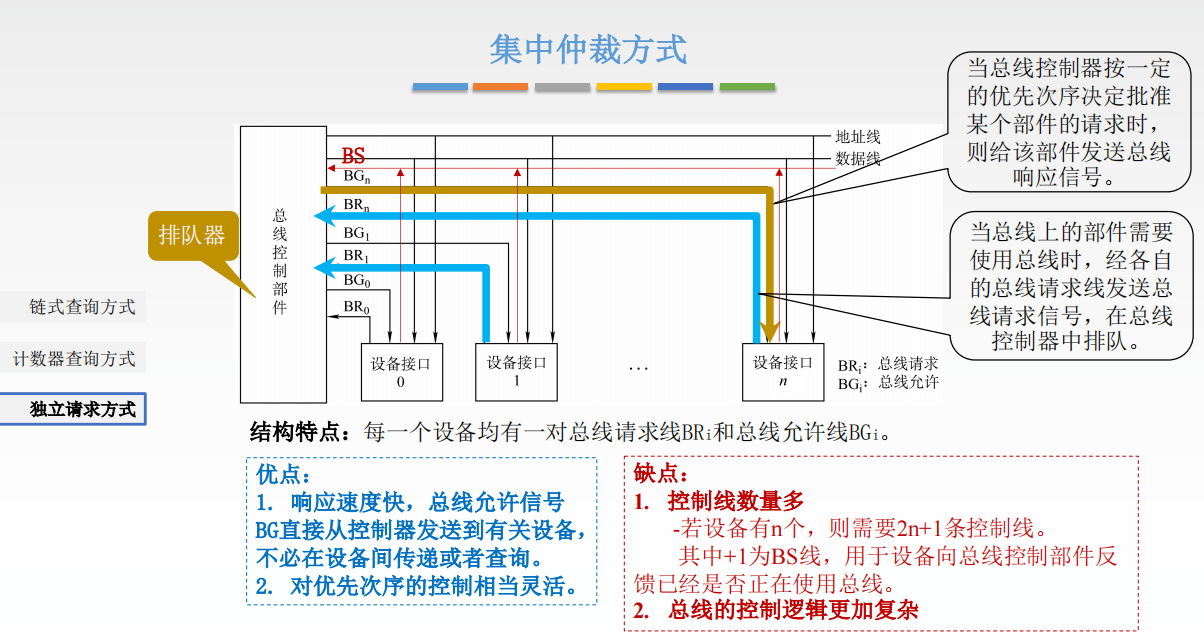 集中仲裁方式
当总线控制器按一定
的优先次序决定批准
某个部件的请求时，
则给该部件发送总线
响应信号。
地址线
数据线
BS
BGn
BRn
BG1
BR1
BG0
BR0
总线控制部件
排队器
当总线上的部件需要
使用总线时，经各自
的总线请求线发送总
线请求信号，在总线
控制器中排队。
链式查询方式
计数器查询方式
独立请求方式
设备接口
0
设备接口
1
...
设备接口
n
BRi：总线请求
BGi：总线允许
结构特点：每一个设备均有一对总线请求线BRi和总线允许线BGi。
优点：
1. 响应速度快，总线允许信号
BG直接从控制器发送到有关设备，
不必在设备间传递或者查询。
2. 对优先次序的控制相当灵活。
缺点：
1. 控制线数量多
-若设备有n个，则需要2n+1条控制线。
其中+1为BS线，用于设备向总线控制部件反
馈已经是否正在使用总线。
2. 总线的控制逻辑更加复杂